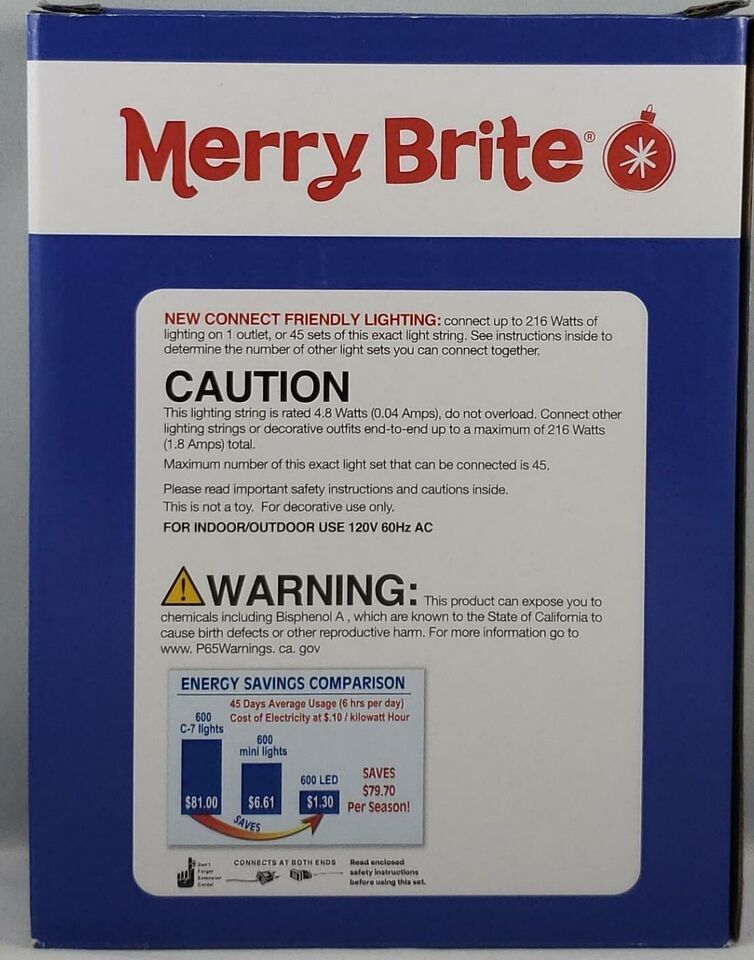 Merry Brite®
NEW CONNECT FRIENDLY LIGHTING: connect up to 216 Watts of
lighting on 1 outlet, or 45 sets of this exact light string. See instructions inside to
determine the number of other light sets you can connect together.
CAUTION
This lighting string is rated 4.8 Watts (0.04 Amps), do not overload. Connect other
lighting strings or decorative outfits end-to-end up to a maximum of 216 Watts
(1.8 Amps) total.
Maximum number of this exact light set that can be connected is 45.
Please read important safety instructions and cautions inside.
This is not a toy. For decorative use only.
FOR INDOOR/OUTDOOR USE 120V 60Hz AC
WARNING: This product can expose you to
chemicals including Bisphenol A , which are known to the State of California to
cause birth defects or other reproductive harm. For more information go to
www. P65Warnings. ca. gov
ENERGY SAVINGS COMPARISON
45 Days Average Usage (6 hrs per day)
Cost of Electricity at $.10 / kilowatt Hour
600
C-7 lights
$81.00
600
mini lights
$6.61
600 LED
$1.30
SAVES
SAVES
$79.70
Per Season!
Don't
Forget
Extension
Cords!
CONNECTS AT BOTH ENDS
Read enclosed
safety instructions
before using this set.